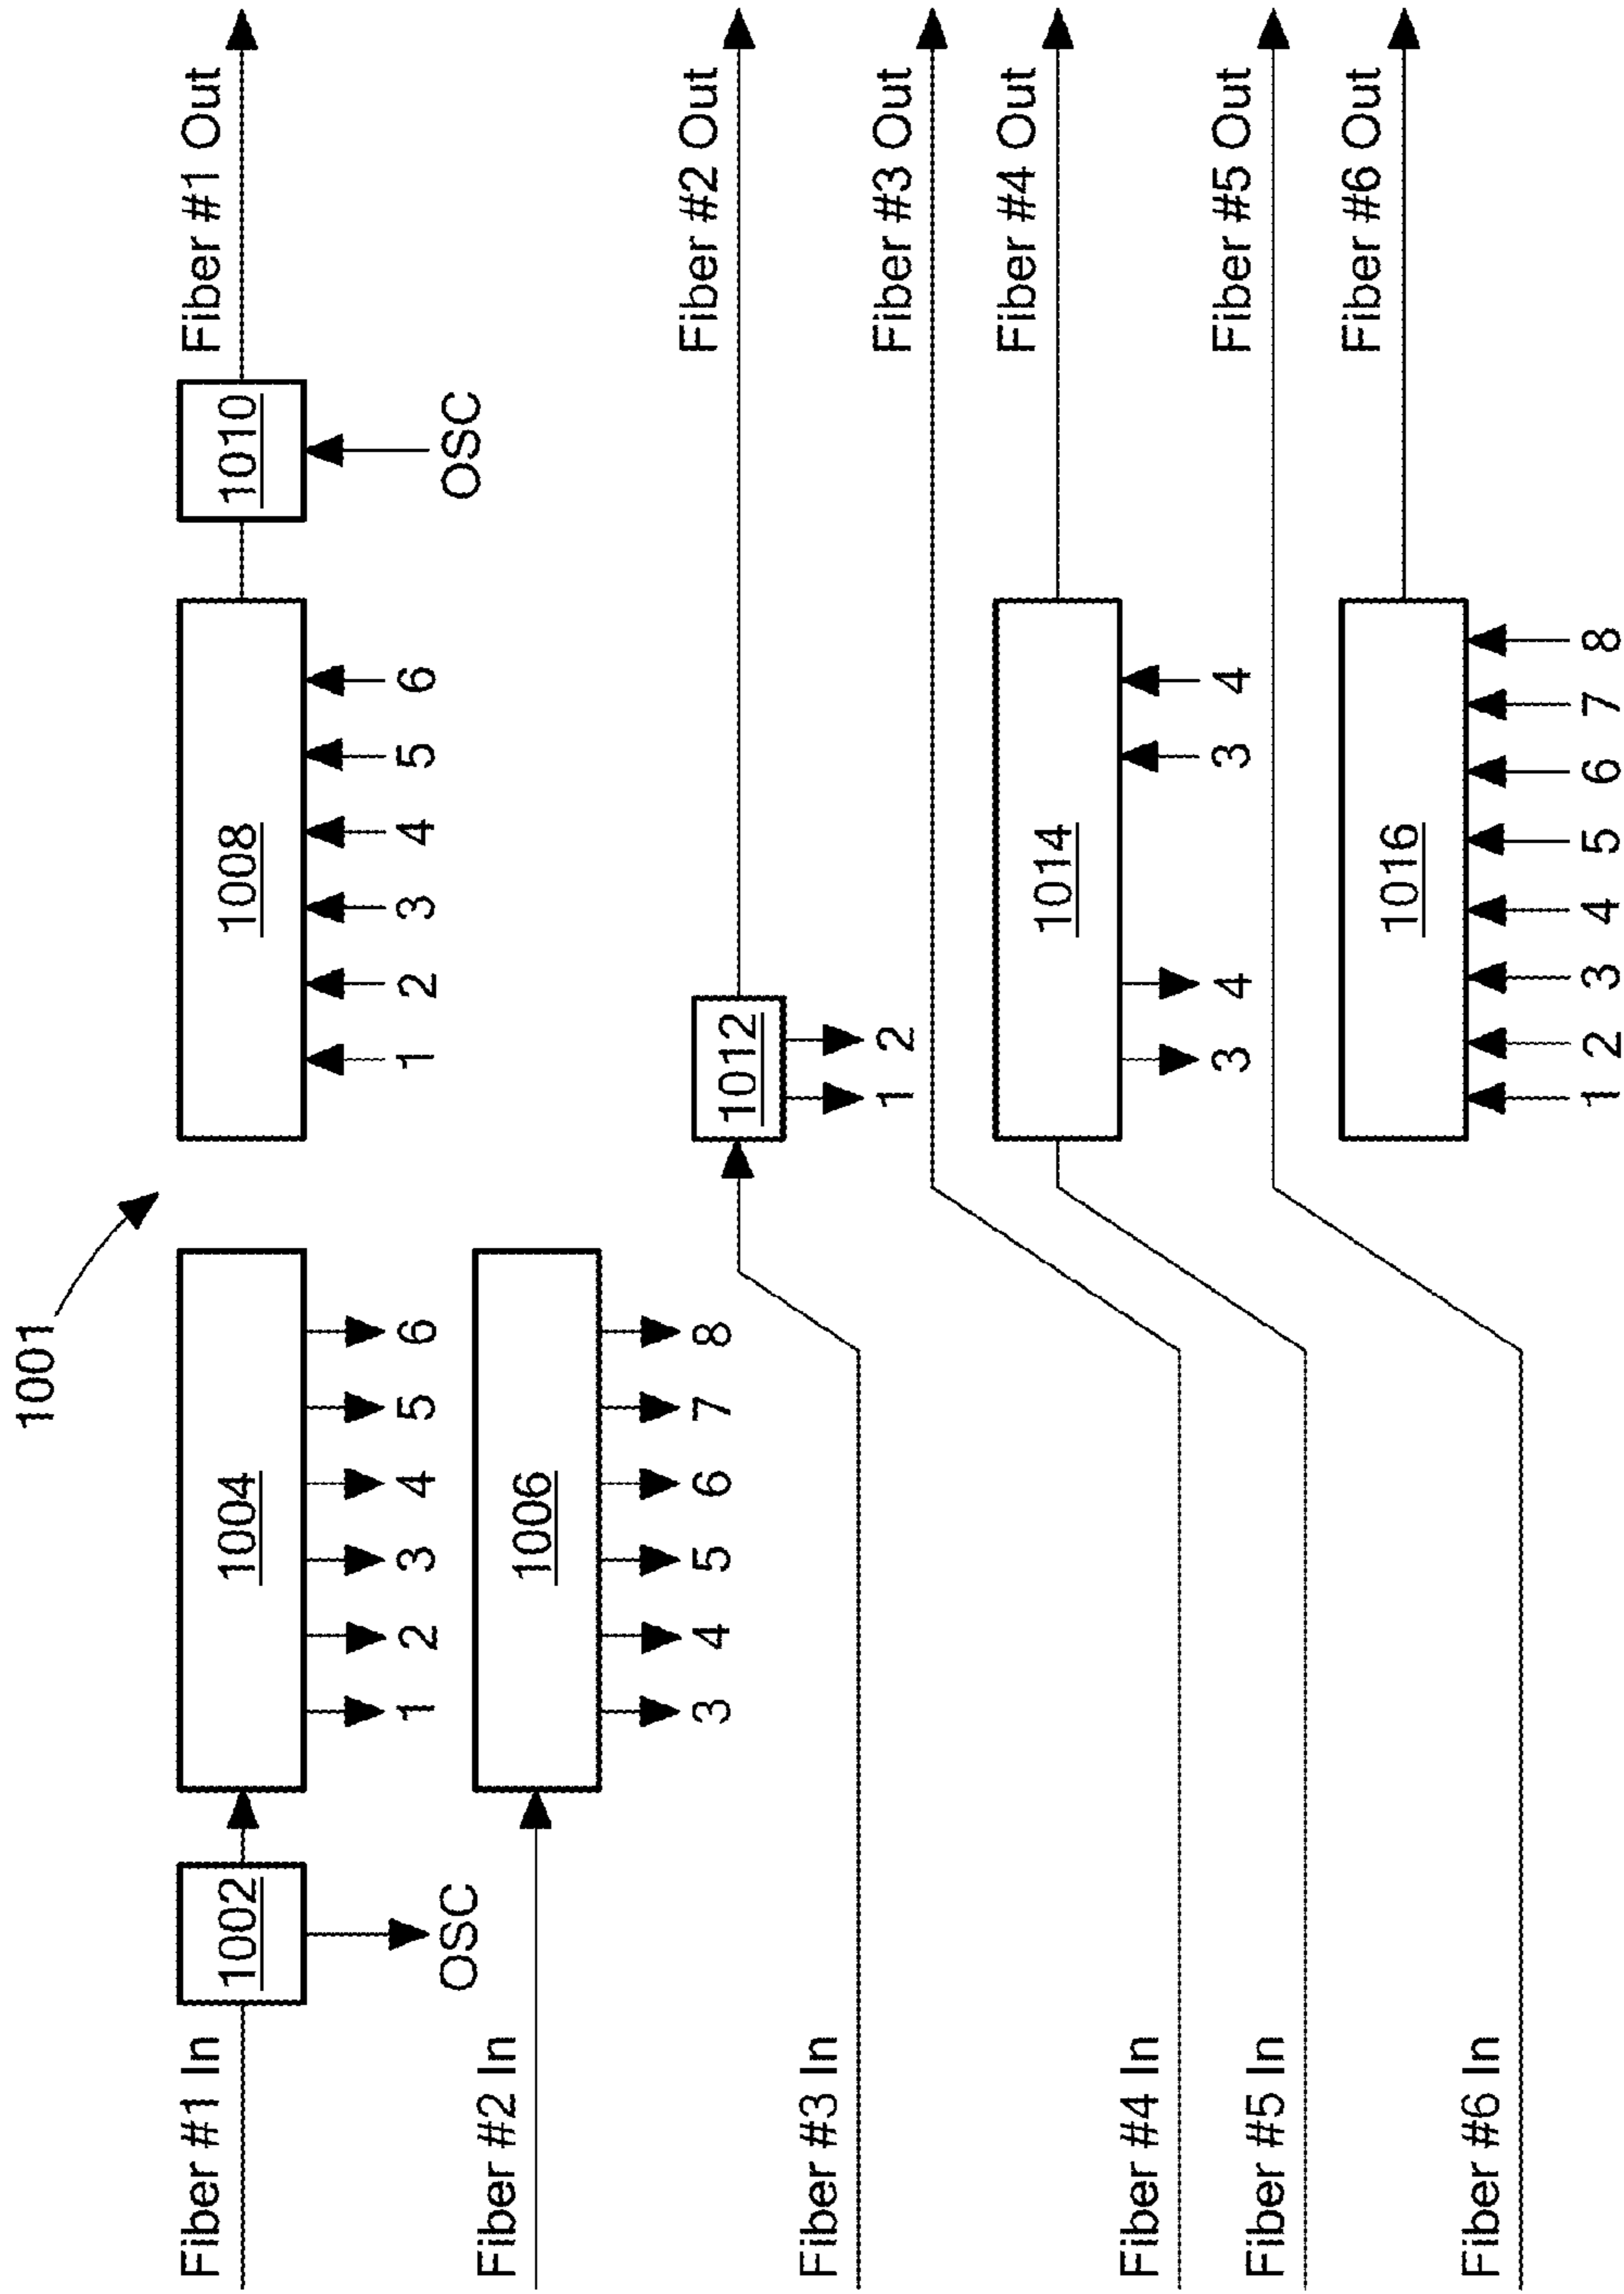 1001
Fiber #1 In
1002
OSC
1004
1 2 3 4 5 6
1008
1 2 3 4 5 6
1010
OSC
Fiber #1 Out
Fiber #2 In
1006
3 4 5 6 7 8
Fiber #2 Out
1012
1 2
Fiber #3 In
Fiber #3 Out
Fiber #4 Out
1014
3 4 3 4
Fiber #4 In
Fiber #5 Out
Fiber #5 In
Fiber #6 Out
1016
1 2 3 4 5 6 7 8
Fiber #6 In